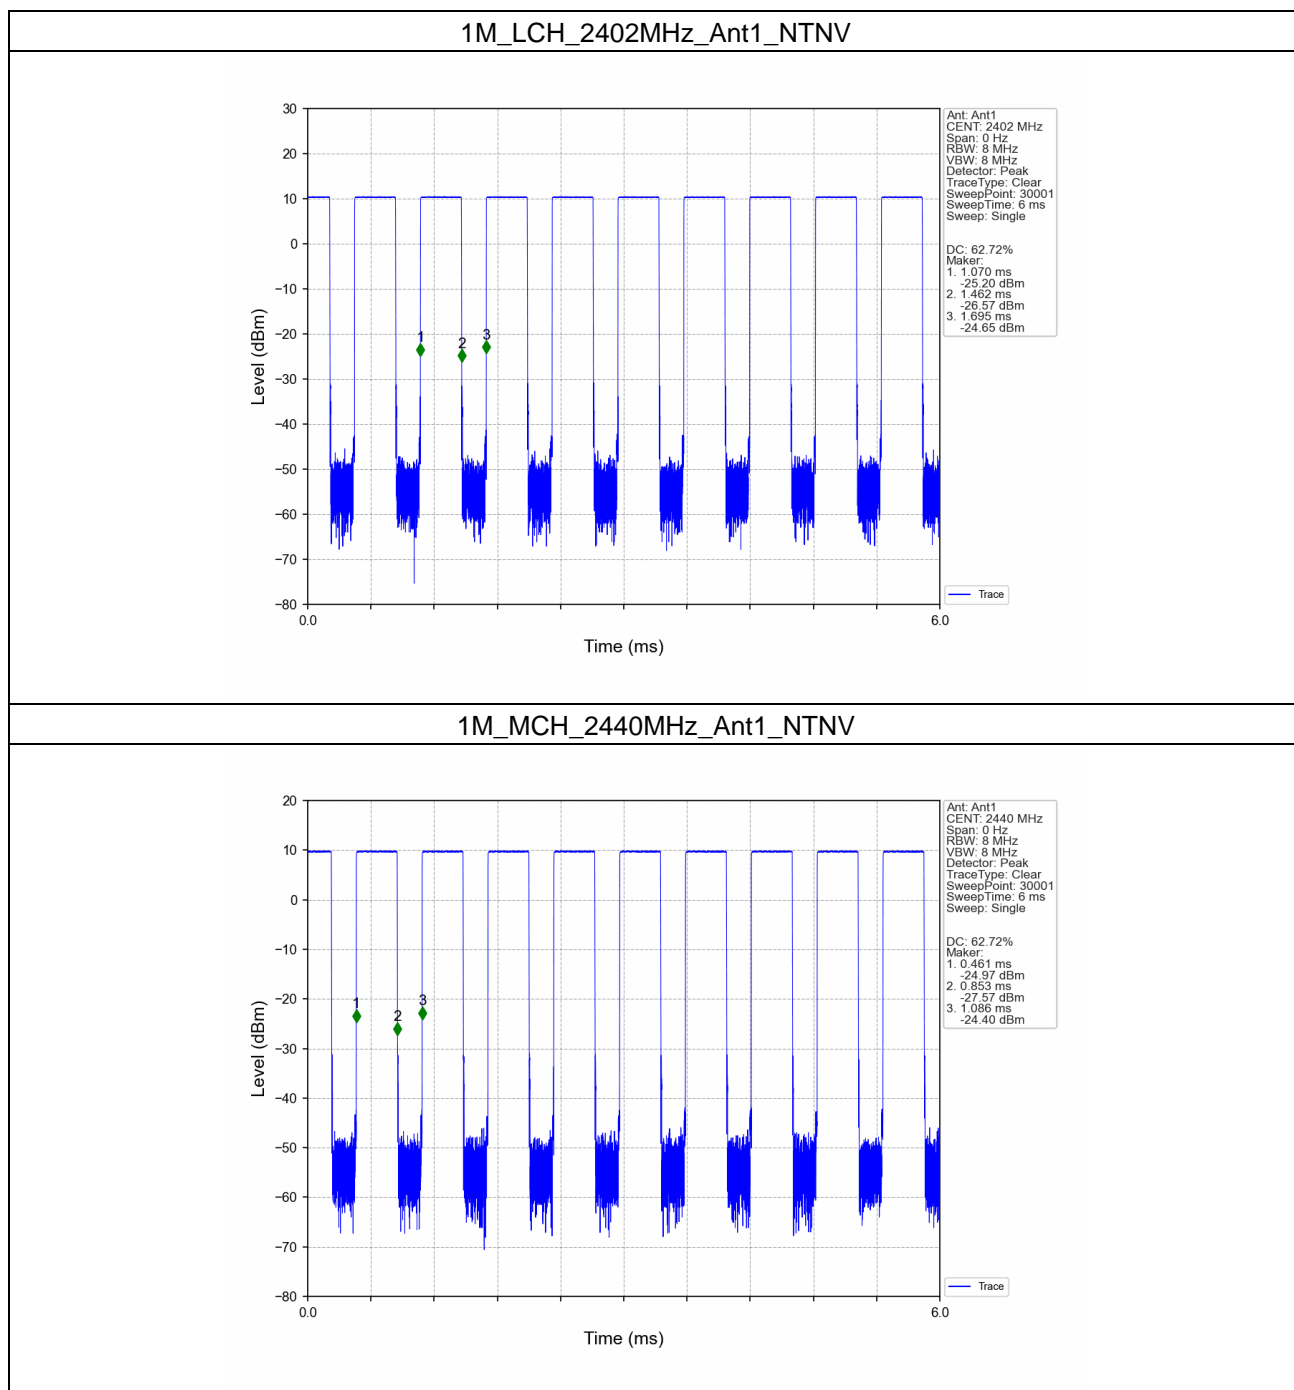 1M_LCH_2402MHz_Ant1_NTNV
30
20
10
0
−10
−20
−30
−40
−50
−60
−70
−80
Level (dBm)
1
2
3
0.0
6.0
Time (ms)
Ant: Ant1
CENT: 2402 MHz
Span: 0 Hz
RBW: 8 MHz
VBW: 8 MHz
Detector: Peak
TraceType: Clear
SweepPoint: 30001
SweepTime: 6 ms
Sweep: Single
DC: 62.72%
Maker:
1. 1.070 ms
-25.20 dBm
2. 1.462 ms
-26.57 dBm
3. 1.695 ms
-24.65 dBm
Trace
1M_MCH_2440MHz_Ant1_NTNV
20
10
0
−10
−20
−30
−40
−50
−60
−70
−80
Level (dBm)
1
2
3
0.0
6.0
Time (ms)
Ant: Ant1
CENT: 2440 MHz
Span: 0 Hz
RBW: 8 MHz
VBW: 8 MHz
Detector: Peak
TraceType: Clear
SweepPoint: 30001
SweepTime: 6 ms
Sweep: Single
DC: 62.72%
Maker:
1. 0.461 ms
-24.97 dBm
2. 0.853 ms
-27.57 dBm
3. 1.086 ms
-24.40 dBm
Trace